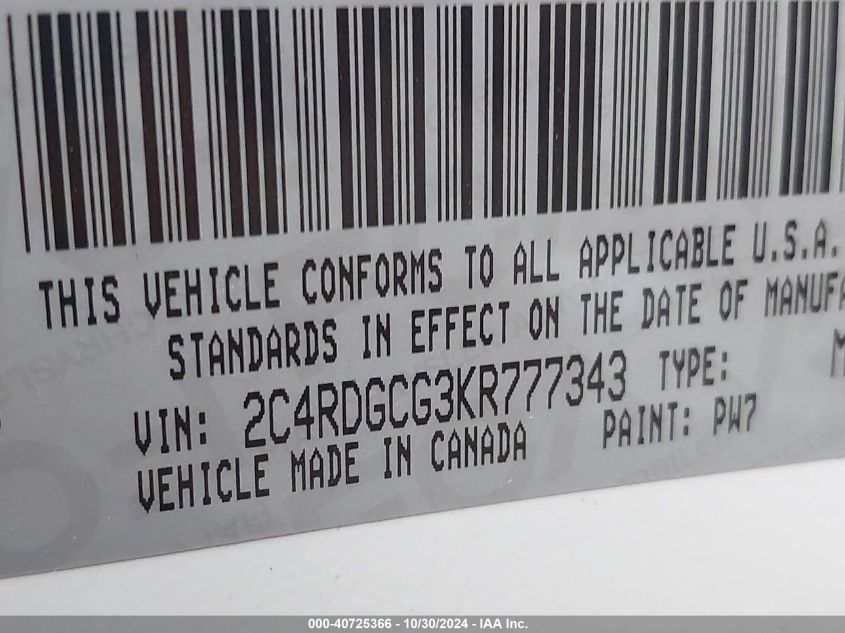 THIS VEHICLE CONFORMS TO ALL APPLICABLE U.S.A.
STANDARDS IN EFFECT ON THE DATE OF MANUFA
VIN: 2C4RDGCG3KR777343 TYPE: M
VEHICLE MADE IN CANADA PAINT: PW7
000-40725366 - 10/30/2024 - IAA Inc.